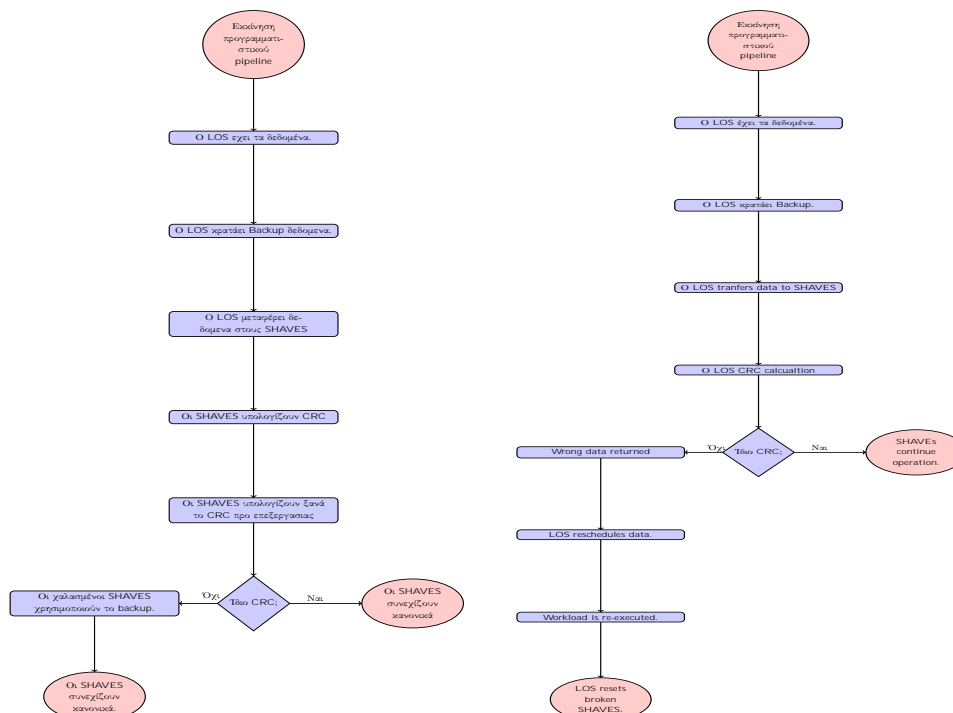 Εκκίνηση
προγραμματι-
στικού
pipeline
Ο LOS εχει τα δεδομένα.
Ο LOS κρατάει Backup δεδομενα.
Ο LOS μεταφέρει δε-
δομενα στους SHAVES
Οι SHAVES υπολογίζουν CRC
Οι SHAVES υπολογίζουν ξανά
το CRC προ επεξεργασιας
Ίδιο CRC;
Όχι
Ναι
Οι χαλασμένοι SHAVES
χρησιμοποιούν το backup.
Οι SHAVES
συνεχίζουν
κανονικά
Οι SHAVES
συνεχίζουν
κανονικά.
Εκκίνηση
προγραμματι-
στικού
pipeline
Ο LOS έχει τα δεδομένα.
Ο LOS κρατάει Backup.
Ο LOS tranfers data to SHAVES
Ο LOS CRC calcualtion
Ίδιο CRC;
Όχι
Ναι
Wrong data returned
SHAVEs
continue
operation.
LOS reschedules data.
Workload is re-executed.
LOS resets
broken
SHAVES.